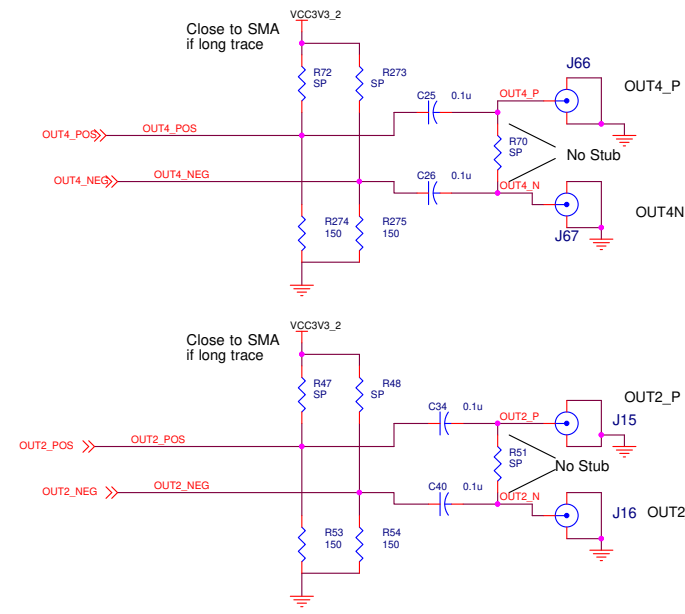 VCC3V3_2
Close to SMA
if long trace
R72
SP
R273
SP
J66
OUT4_P
C25
0.1u
OUT4_P
OUT4_POS
OUT4_POS
R70
SP
No Stub
OUT4_NEG
OUT4_NEG
C26
0.1u
OUT4_N
OUT4N
J67
R274
150
R275
150
VCC3V3_2
Close to SMA
if long trace
R47
SP
R48
SP
OUT2_P
C34
0.1u
OUT2_P
J15
OUT2_POS
OUT2_POS
R51
SP
No Stub
OUT2_NEG
OUT2_NEG
C40
0.1u
OUT2_N
J16
OUT2
R53
150
R54
150